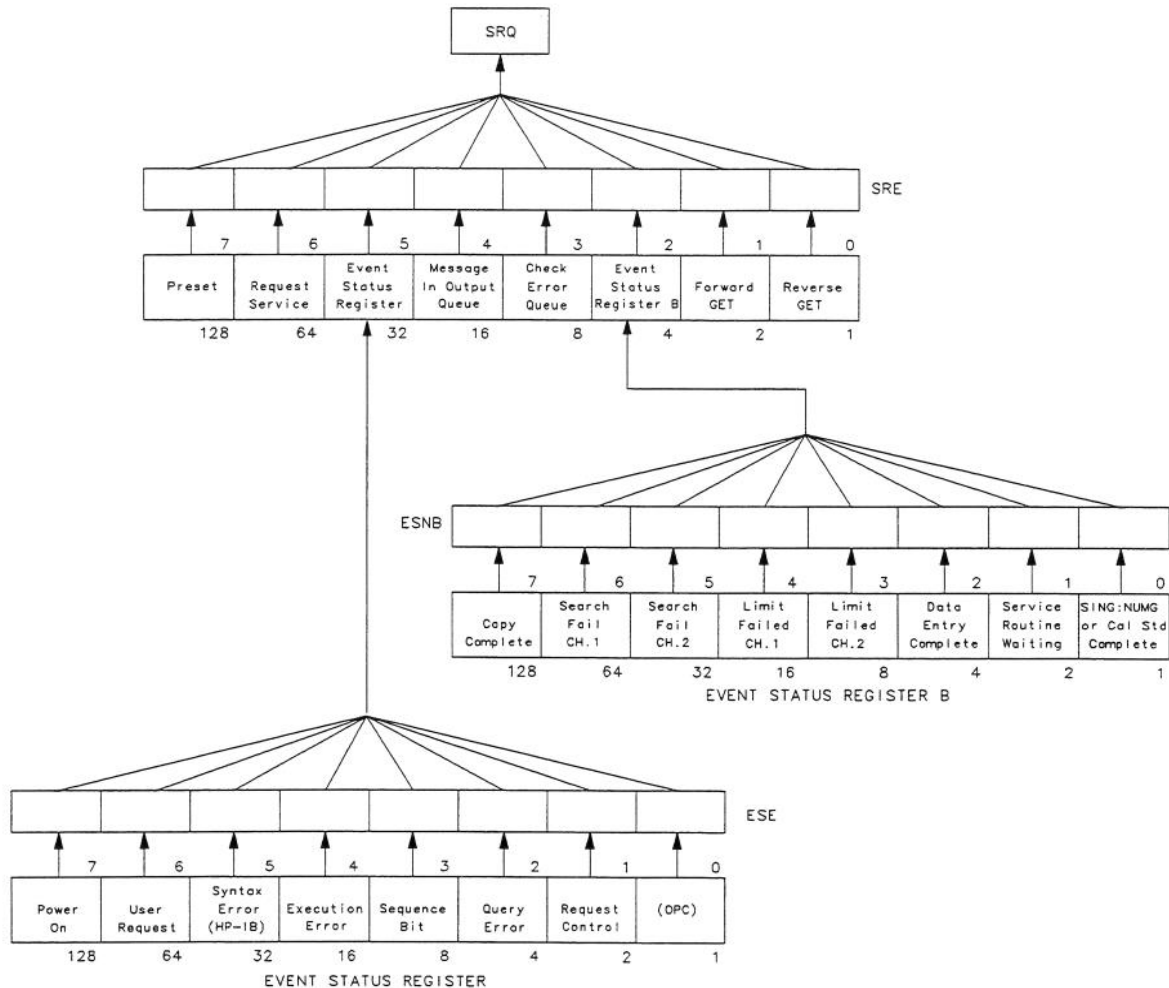 SRQ
SRE
7 6 5 4 3 2 1 0
Preset
Request
Service
Event
Status
Register
Message
In Output
Queue
Check
Error
Queue
Event
Status
Register B
Forward
GET
Reverse
GET
128 64 32 16 8 4 2 1
ESNB
7 6 5 4 3 2 1 0
Copy
Complete
Search
Fail
CH.1
Search
Fail
CH.2
Limit
Failed
CH.1
Limit
Failed
CH.2
Data
Entry
Complete
Service
Routine
Waiting
SING:NUMG
or Cal Std
Complete
128 64 32 16 8 4 2 1
EVENT STATUS REGISTER B
ESE
7 6 5 4 3 2 1 0
Power
On
User
Request
Syntax
Error
(HP-IB)
Execution
Error
Sequence
Bit
Query
Error
Request
Control
(OPC)
128 64 32 16 8 4 2 1
EVENT STATUS REGISTER